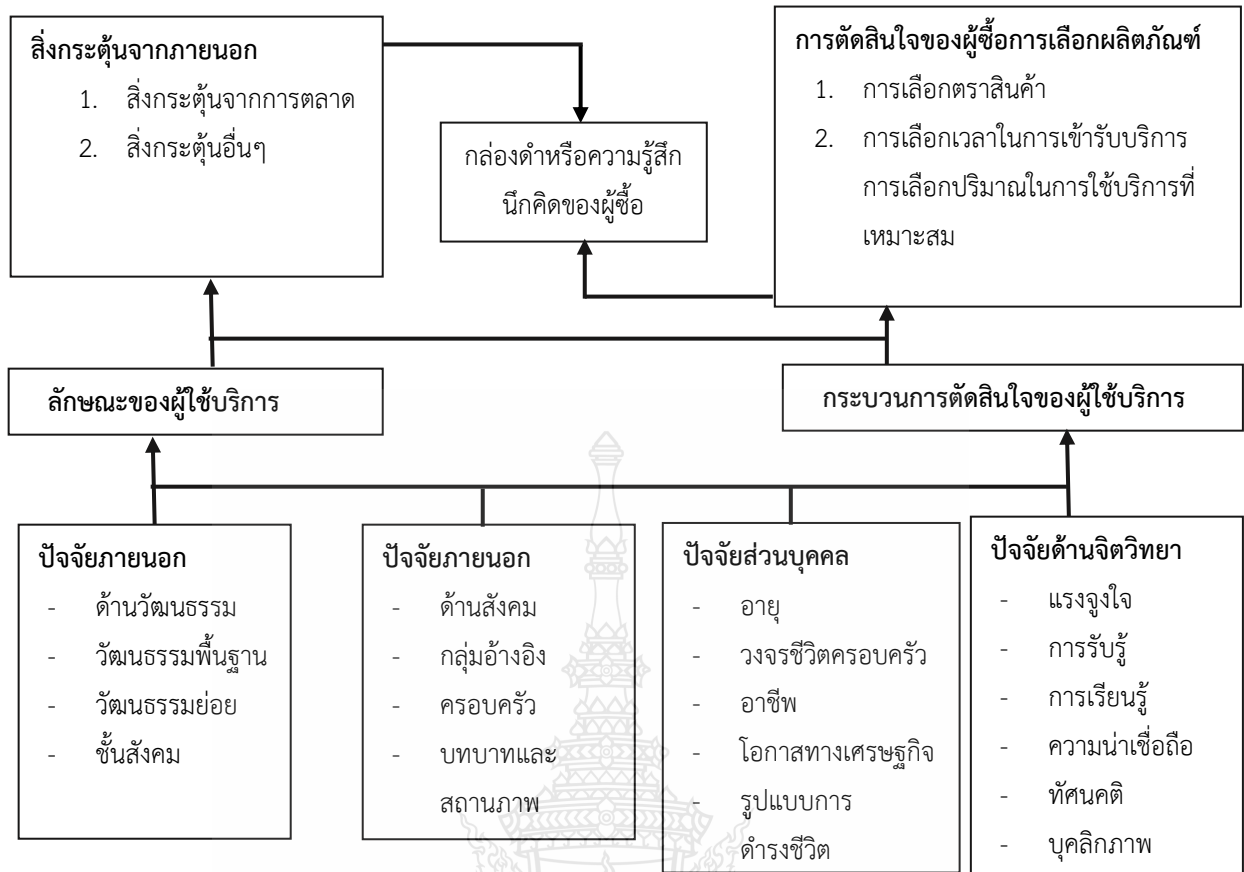 สิ่งกระตุ้นจากภายนอก
1. สิ่งกระตุ้นจากการตลาด
2. สิ่งกระตุ้นอื่นๆ
กล่องดำหรือความรู้สึก
นึกคิดของผู้ซื้อ
การตัดสินใจของผู้ซื้อการเลือกผลิตภัณฑ์
1. การเลือกตราสินค้า
2. การเลือกเวลาในการเข้ารับบริการ
การเลือกปริมาณในการใช้บริการที่
เหมาะสม
ลักษณะของผู้ใช้บริการ
กระบวนการตัดสินใจของผู้ใช้บริการ
ปัจจัยภายนอก
- ด้านวัฒนธรรม
- วัฒนธรรมพื้นฐาน
- วัฒนธรรมย่อย
- ชั้นสังคม
ปัจจัยภายนอก
- ด้านสังคม
- กลุ่มอ้างอิง
- ครอบครัว
- บทบาทและ
สถานภาพ
ปัจจัยส่วนบุคคล
- อายุ
- วงจรชีวิตครอบครัว
- อาชีพ
- โอกาสทางเศรษฐกิจ
- รูปแบบการ
ดำรงชีวิต
ปัจจัยด้านจิตวิทยา
- แรงจูงใจ
- การรับรู้
- การเรียนรู้
- ความน่าเชื่อถือ
- ทัศนคติ
- บุคลิกภาพ